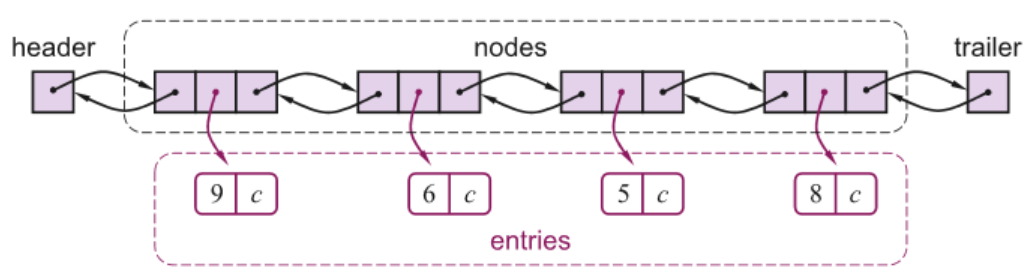 header nodes trailer
9 c 6 c 5 c 8 c
entries